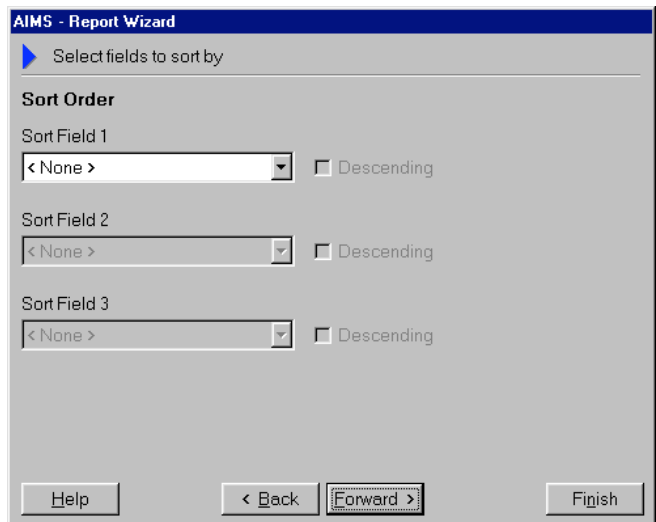 AIMS - Report Wizard
Select fields to sort by
Sort Order
Sort Field 1
< None >
Descending
Sort Field 2
< None >
Descending
Sort Field 3
< None >
Descending
Help
< Back
Forward >
Finish